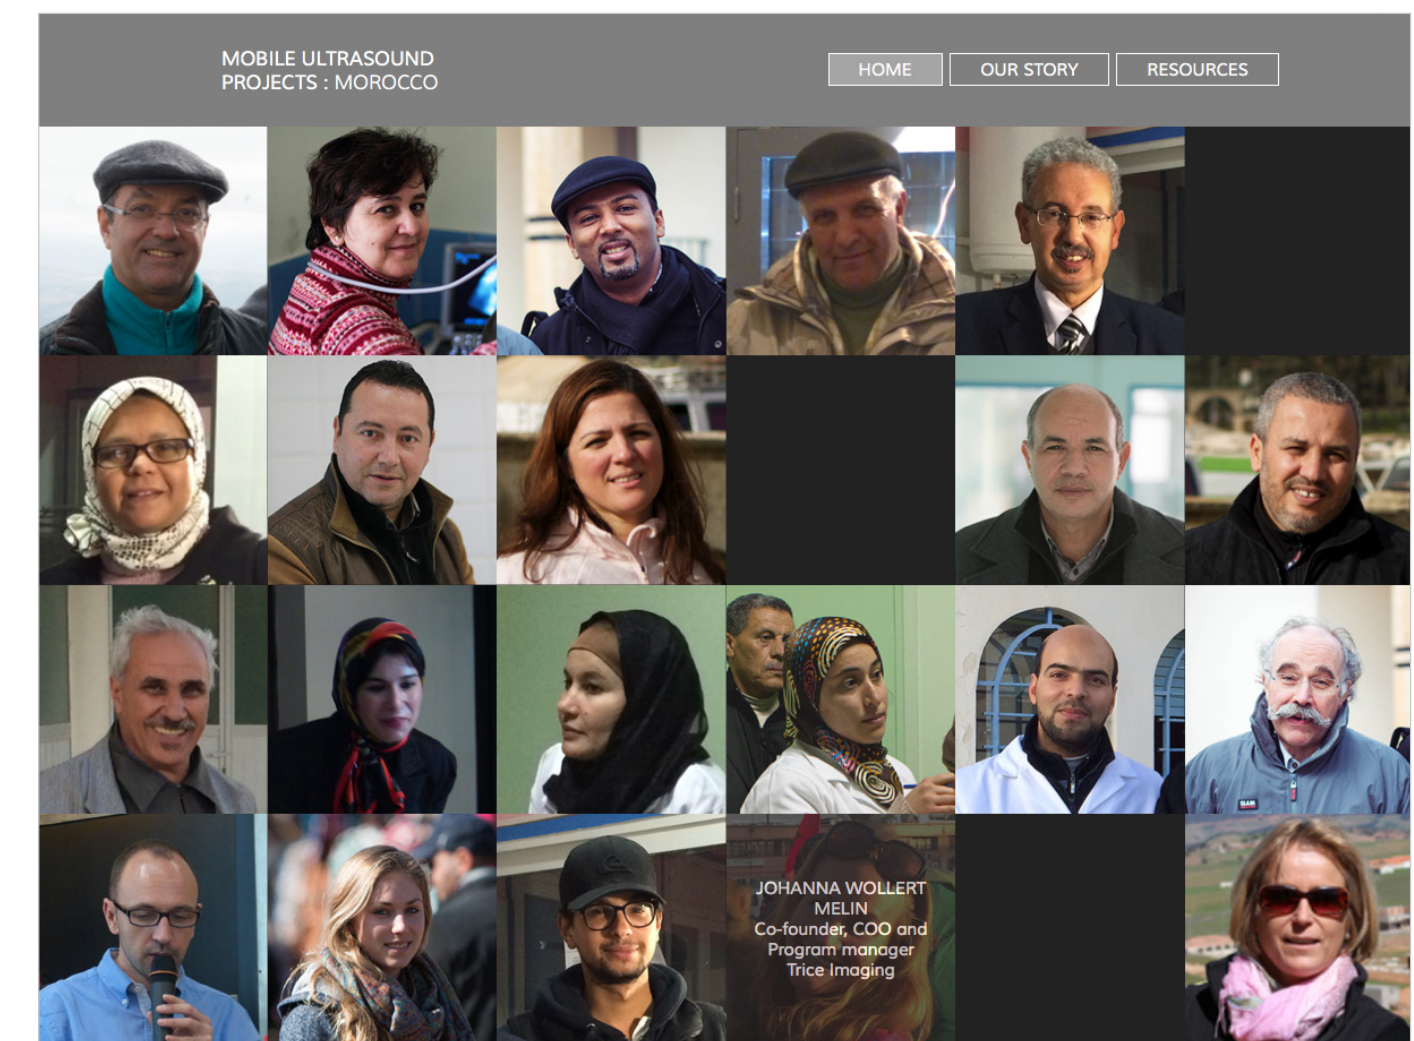 MOBILE ULTRASOUND
PROJECTS : MOROCCO
HOME
OUR STORY
RESOURCES
JOHANNA WOLLERT
MELIN
Co-founder, COO and
Program manager
Trice Imaging